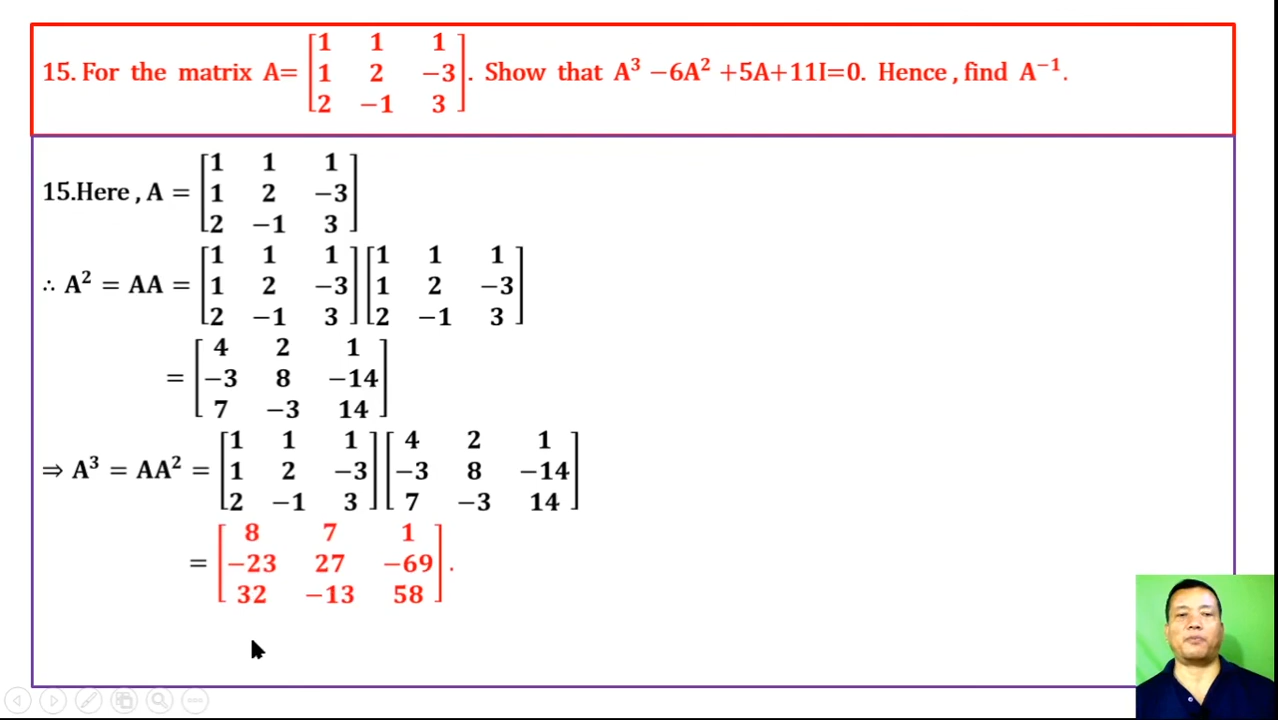 15. For the matrix A= [1 1 1; 1 2 −3; 2 −1 3]. Show that A³ −6A² +5A+11I=0. Hence ,find A⁻¹.
15.Here , A = [1 1 1; 1 2 −3; 2 −1 3]
∴ A² = AA = [1 1 1; 1 2 −3; 2 −1 3][1 1 1; 1 2 −3; 2 −1 3]
= [4 2 1; −3 8 −14; 7 −3 14]
⇒ A³ = AA² = [1 1 1; 1 2 −3; 2 −1 3][4 2 1; −3 8 −14; 7 −3 14]
= [8 7 1; −23 27 −69; 32 −13 58].